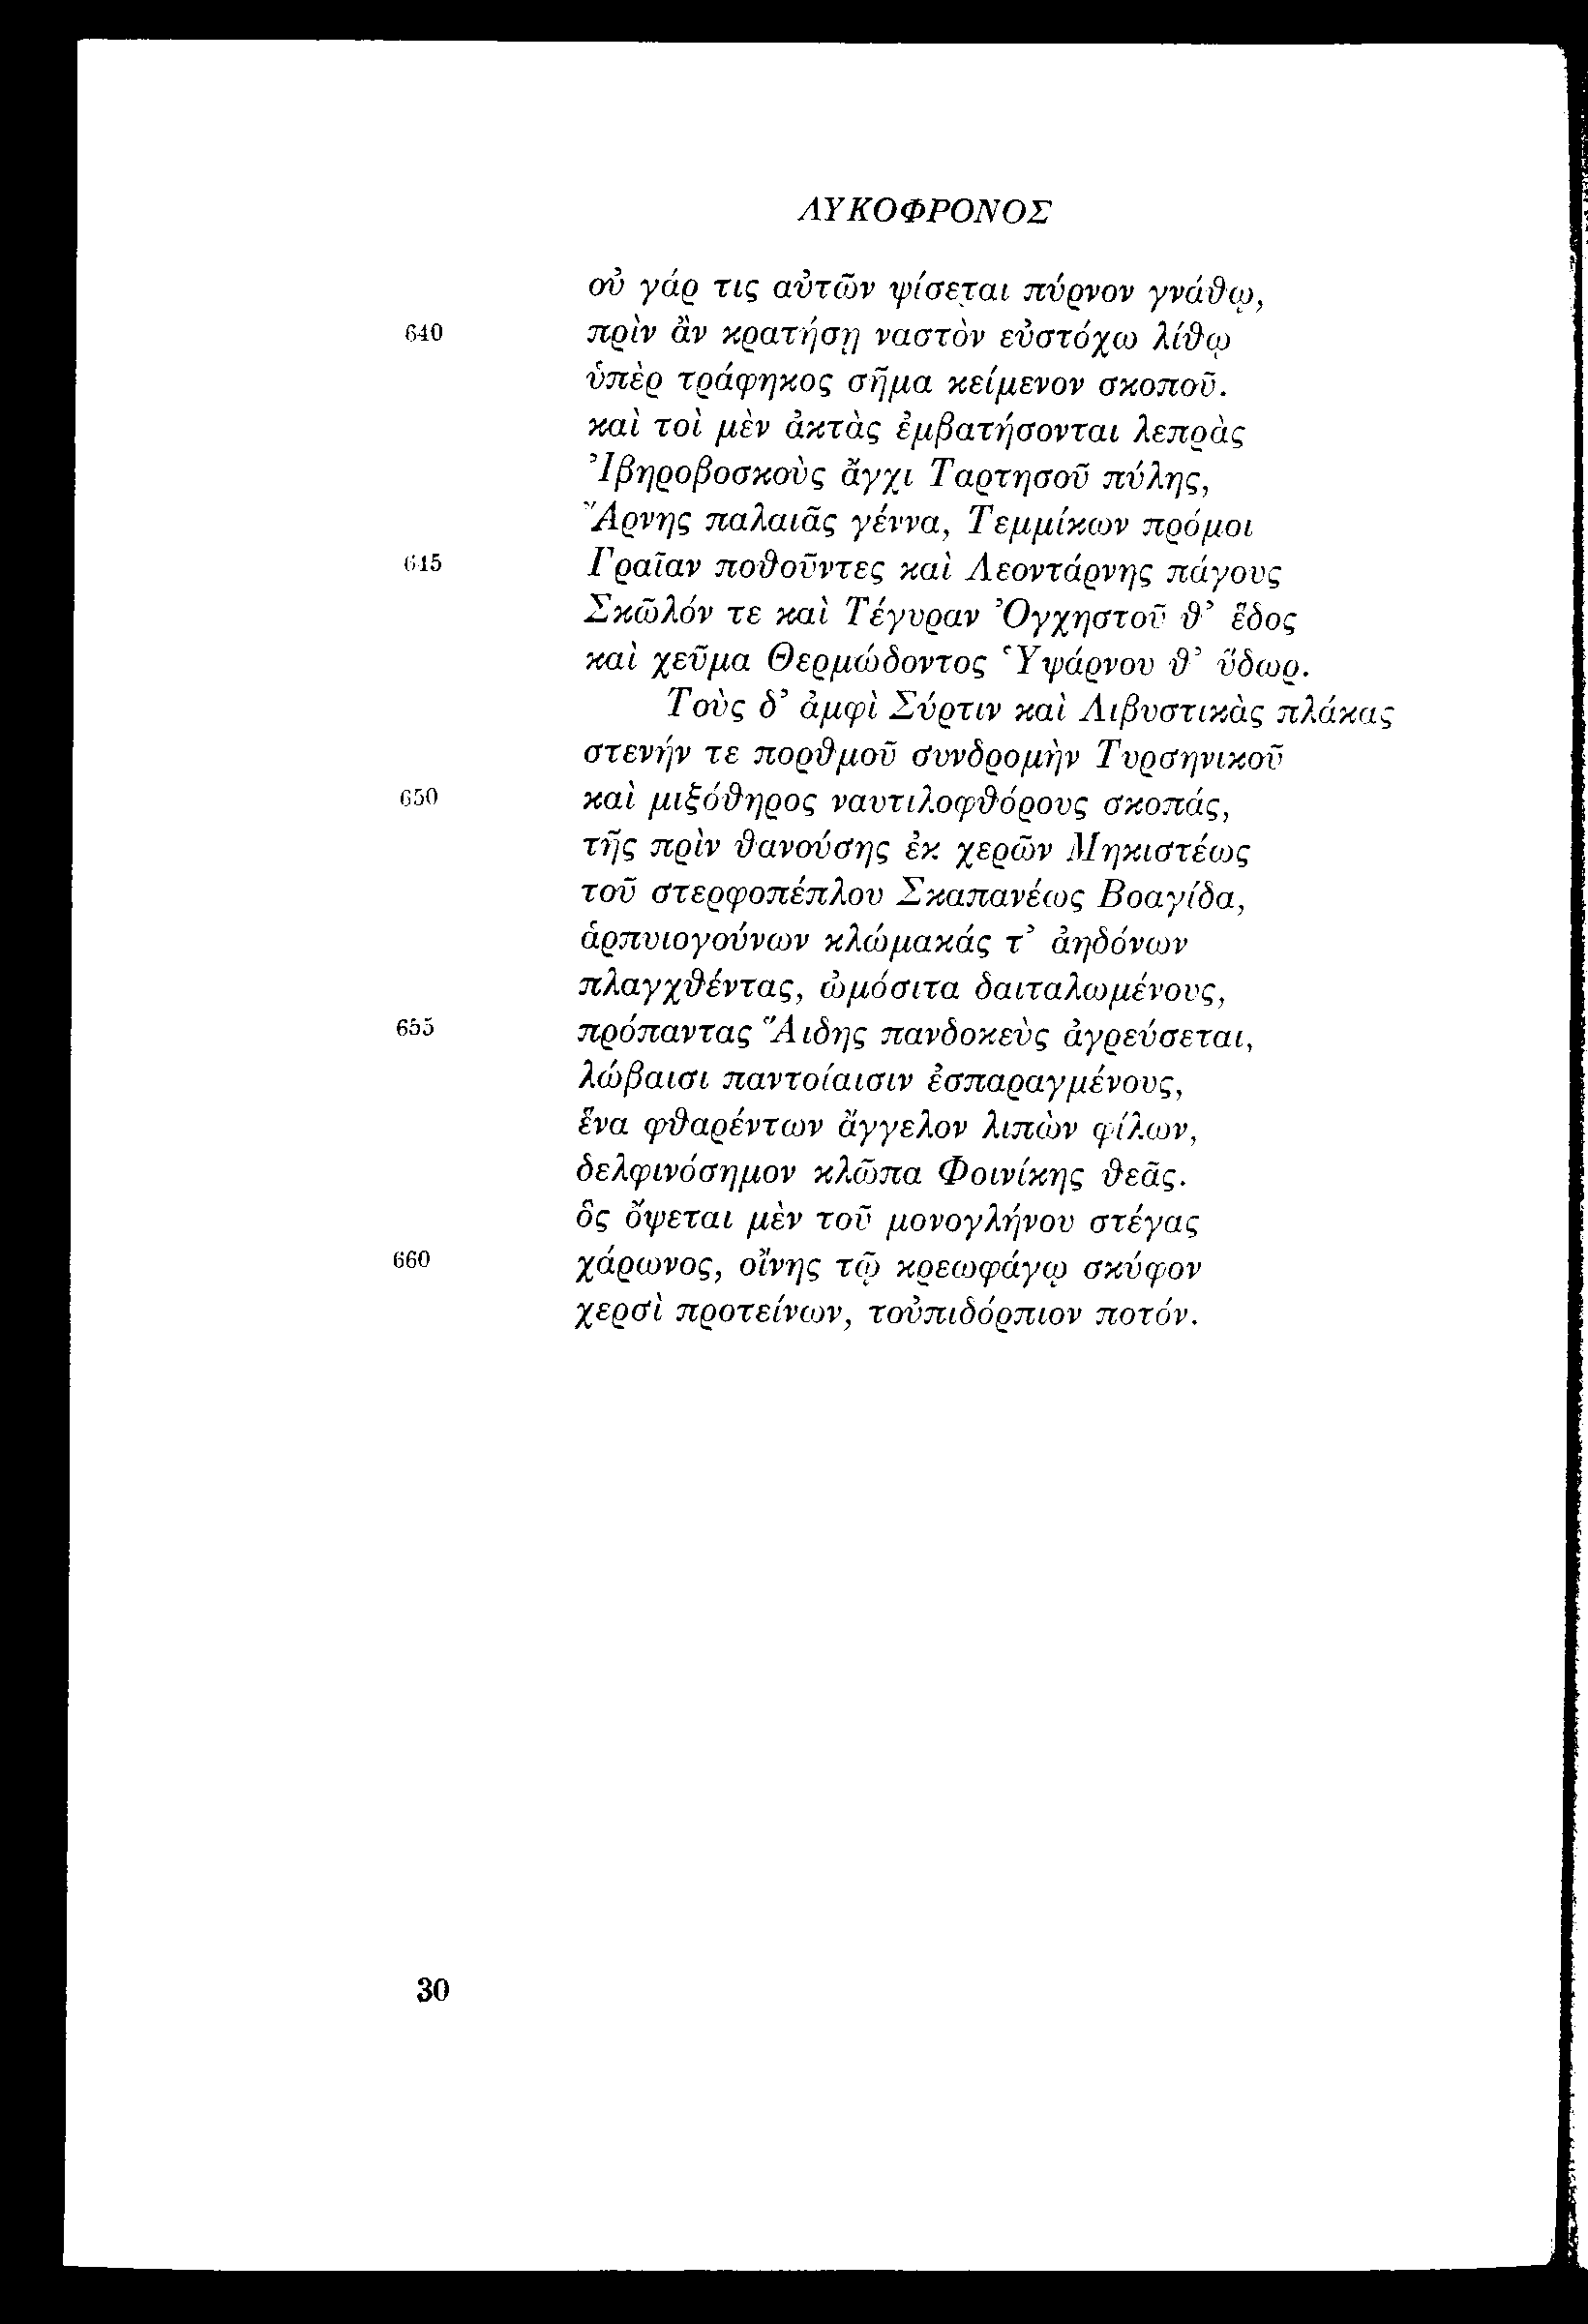 ΛΥΚΟΦΡΟΝΟΣ
οὐ γάρ τις αὐτῶν ψίσεται πύρνον γνάθῳ,
640 πρὶν ἂν κρατήσῃ ναστὸν εὐστόχω λίθῳ
ὑπὲρ τράφηκος σῆμα κείμενον σκοποῦ.
καὶ τοὶ μὲν ἀκτὰς ἐμβατήσονται λεπρὰς
Ἰβηροβοσκοὺς ἄγχι Ταρτησοῦ πύλης,
Ἄρνης παλαιᾶς γέννα, Τεμμίκων πρόμοι
645 Γραῖαν ποθοῦντες καὶ Λεοντάρνης πάγους
Σκῶλόν τε καὶ Τέγυραν Ὀγχηστοῦ θ’ ἕδος
καὶ χεῦμα Θερμώδοντος Ὑψάρνου θ’ ὕδωρ.
Τοὺς δ’ ἀμφὶ Σύρτιν καὶ Λιβυστικὰς πλάκας
στενήν τε πορθμοῦ συνδρομὴν Τυρσηνικοῦ
650 καὶ μιξόθηρος ναυτιλοφθόρους σκοπάς,
τῆς πρὶν θανούσης ἐκ χερῶν Μηκιστέως
τοῦ στερφοπέπλου Σκαπανέως Βοαγίδα,
ἁρπυιογούνων κλώμακάς τ’ ἀηδόνων
πλαγχθέντας, ὠμόσιτα δαιταλωμένους,
655 πρόπαντας Ἅιδης πανδοκεὺς ἀγρεύσεται,
λώβαισι παντοίαισιν ἐσπαραγμένους,
ἕνα φθαρέντων ἄγγελον λιπὼν φίλων,
δελφινόσημον κλῶπα Φοινίκης θεᾶς.
ὃς ὄψεται μὲν τοῦ μονογλήνου στέγας
660 χάρωνος, οἴνης τῷ κρεωφάγῳ σκύφον
χερσὶ προτείνων, τοὐπιδόρπιον ποτόν.
30